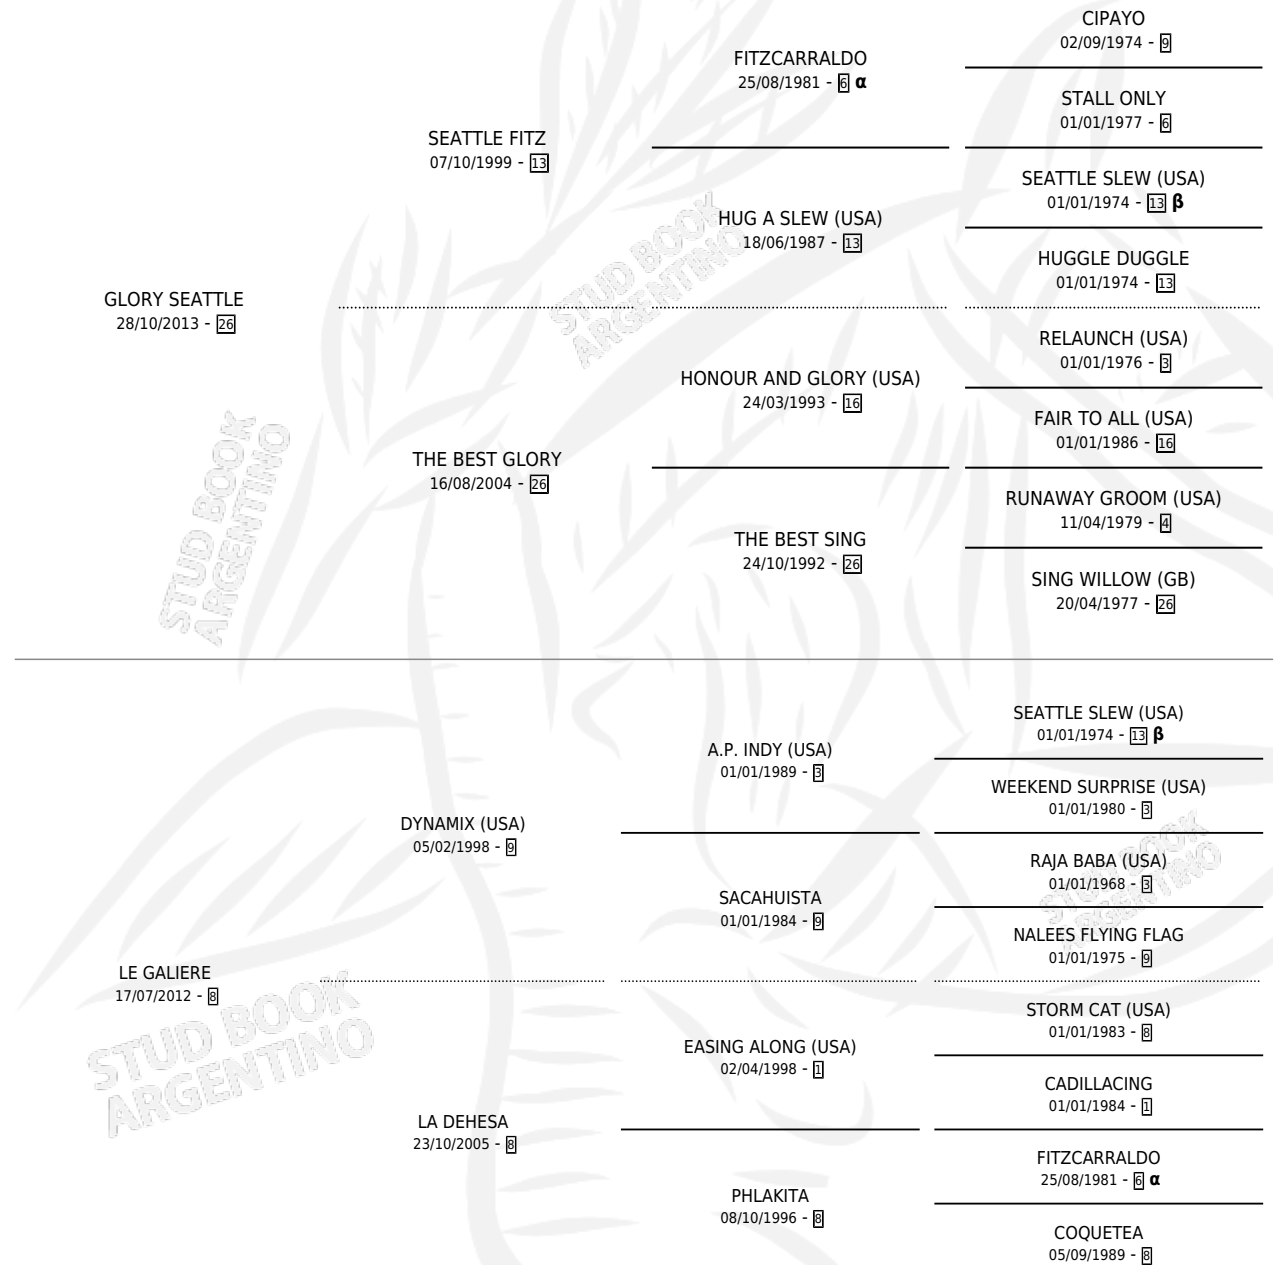 CIPAYO
02/09/1974 - 9
FITZCARRALDO
25/08/1981 - 6 α
STALL ONLY
01/01/1977 - 6
SEATTLE FITZ
07/10/1999 - 13
SEATTLE SLEW (USA)
01/01/1974 - 13 β
HUG A SLEW (USA)
18/06/1987 - 13
HUGGLE DUGGLE
01/01/1974 - 13
GLORY SEATTLE
28/10/2013 - 26
RELAUNCH (USA)
01/01/1976 - 3
HONOUR AND GLORY (USA)
24/03/1993 - 16
FAIR TO ALL (USA)
01/01/1986 - 16
THE BEST GLORY
16/08/2004 - 26
RUNAWAY GROOM (USA)
11/04/1979 - 4
THE BEST SING
24/10/1992 - 26
SING WILLOW (GB)
20/04/1977 - 26
STUD BOOK
ARGENTINO
STUD BOOK
ARGENTINO
SEATTLE SLEW (USA)
01/01/1974 - 13 β
A.P. INDY (USA)
01/01/1989 - 3
WEEKEND SURPRISE (USA)
01/01/1980 - 3
DYNAMIX (USA)
05/02/1998 - 9
RAJA BABA (USA)
01/01/1968 - 3
SACAHUISTA
01/01/1984 - 9
NALEES FLYING FLAG
01/01/1975 - 9
LE GALIERE
17/07/2012 - 8
STORM CAT (USA)
01/01/1983 - 8
EASING ALONG (USA)
02/04/1998 - 1
CADILLACING
01/01/1984 - 1
LA DEHESA
23/10/2005 - 8
FITZCARRALDO
25/08/1981 - 6 α
PHLAKITA
08/10/1996 - 8
COQUETEA
05/09/1989 - 8
STUD BOOK
ARGENTINO
STUD BOOK
ARGENTINO